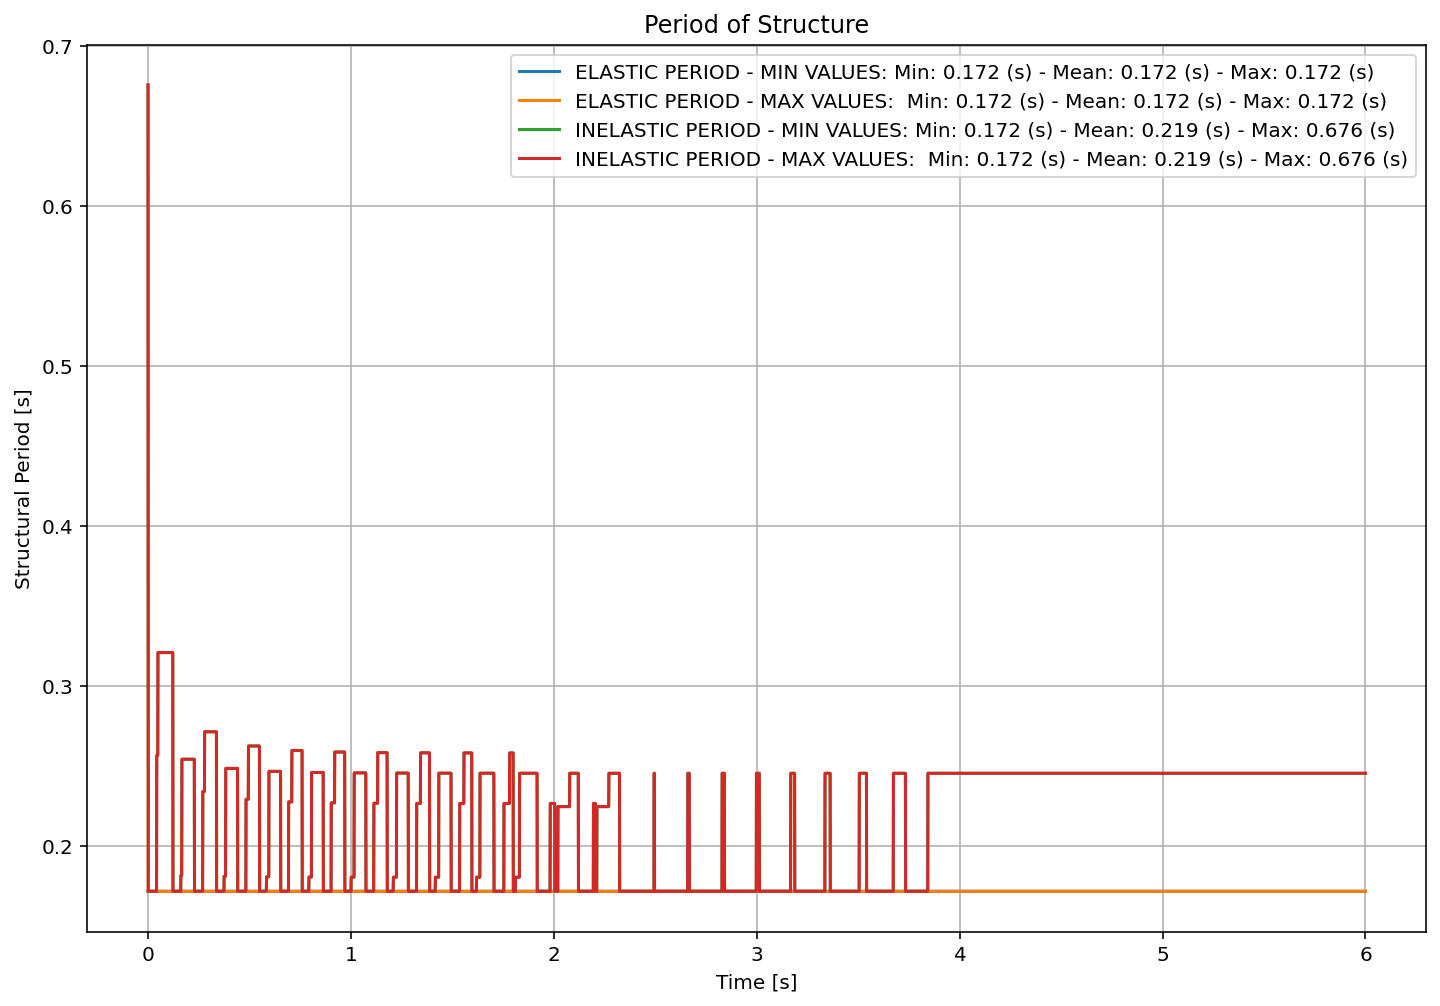 Period of Structure
ELASTIC PERIOD - MIN VALUES: Min: 0.172 (s) - Mean: 0.172 (s) - Max: 0.172 (s)
ELASTIC PERIOD - MAX VALUES:  Min: 0.172 (s) - Mean: 0.172 (s) - Max: 0.172 (s)
INELASTIC PERIOD - MIN VALUES: Min: 0.172 (s) - Mean: 0.219 (s) - Max: 0.676 (s)
INELASTIC PERIOD - MAX VALUES:  Min: 0.172 (s) - Mean: 0.219 (s) - Max: 0.676 (s)
0.7
0.6
0.5
0.4
0.3
0.2
Structural Period [s]
0 1 2 3 4 5 6
Time [s]